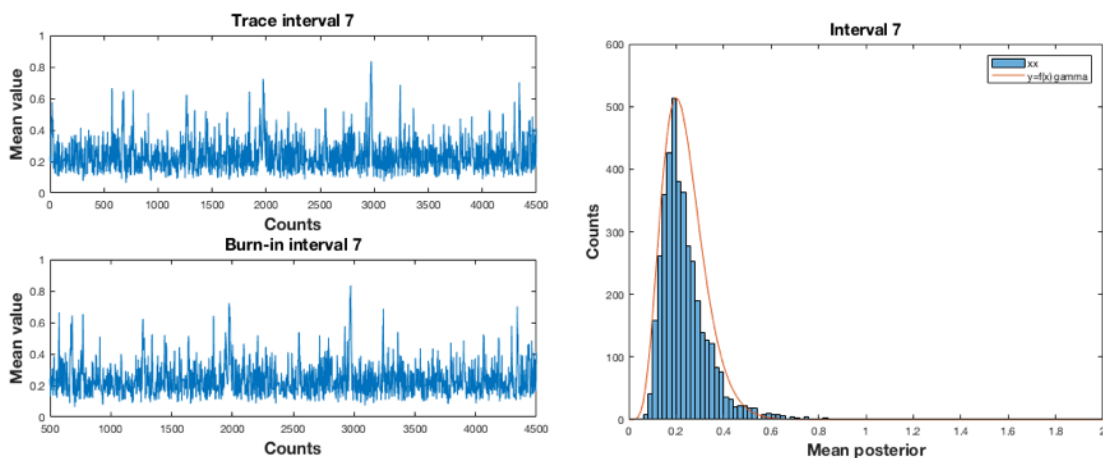 Trace interval 7
1
0.8
0.6
0.4
0.2
0
Mean value
0 500 1000 1500 2000 2500 3000 3500 4000 4500
Counts
Burn-in interval 7
1
0.8
0.6
0.4
0.2
0
Mean value
500 1000 1500 2000 2500 3000 3500 4000 4500
Counts
Interval 7
600
500
400
300
200
100
0
Counts
xx
y=f(x) gamma
0 0.2 0.4 0.6 0.8 1 1.2 1.4 1.6 1.8 2
Mean posterior